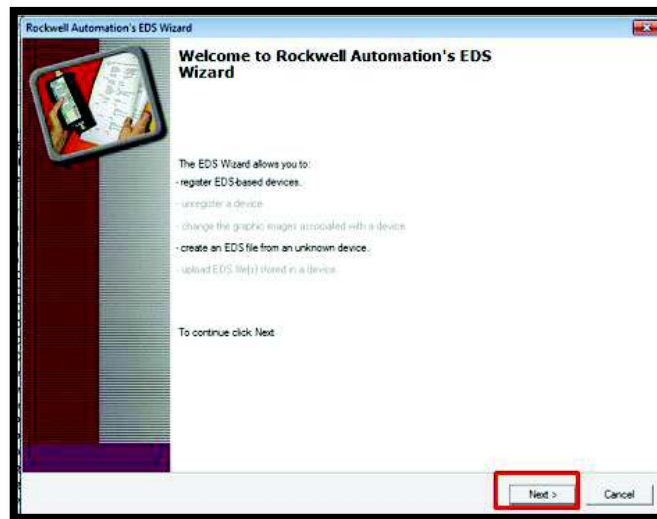 Rockwell Automation's EDS Wizard
Welcome to Rockwell Automation's EDS
Wizard
The EDS Wizard allows you to:
- register EDS-based devices.
- unregister a device.
- change the graphic images associated with a device.
- create an EDS file from an unknown device.
- upload EDS file(s) stored in a device.
To continue click Next
Next >
Cancel